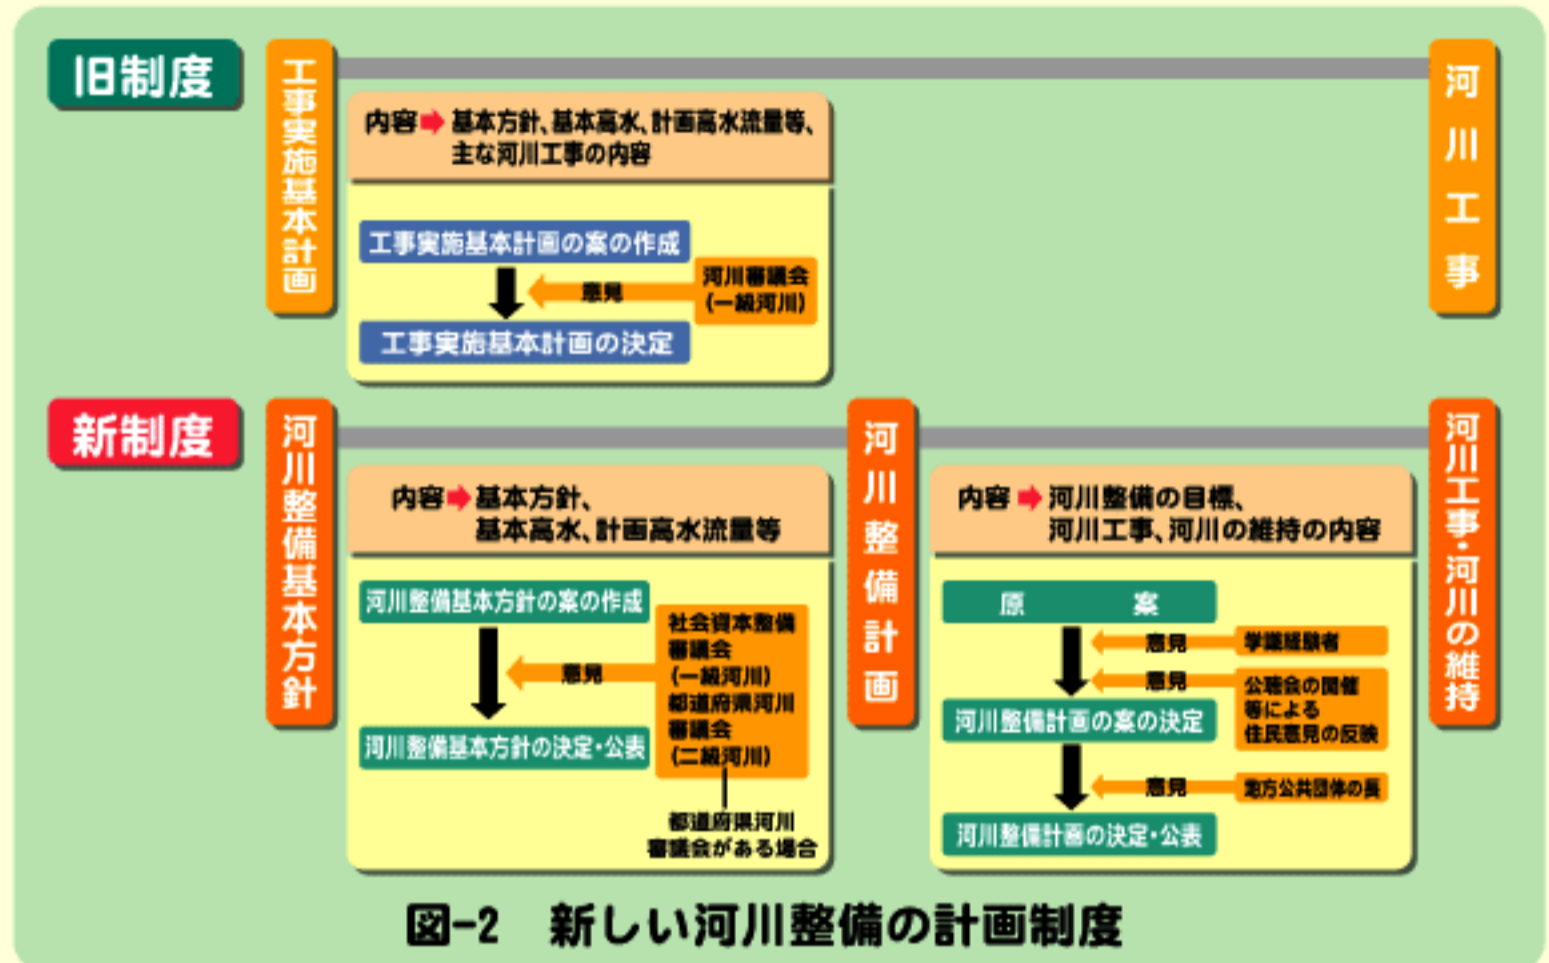 旧制度
工事実施基本計画
内容➡基本方針、基本高水、計画高水流量等、
主な河川工事の内容
工事実施基本計画の案の作成
意見
河川審議会
(一級河川)
工事実施基本計画の決定
河川工事
新制度
河川整備基本方針
内容➡基本方針、
基本高水、計画高水流量等
河川整備基本方針の案の作成
意見
社会資本整備
審議会
(一級河川)
都道府県河川
審議会
(二級河川)
河川整備基本方針の決定・公表
都道府県河川
審議会がある場合
河川整備計画
内容➡河川整備の目標、
河川工事、河川の維持の内容
原 案
意見
学識経験者
意見
公聴会の開催
等による
住民意見の反映
河川整備計画の案の決定
意見
地方公共団体の長
河川整備計画の決定・公表
河川工事・河川の維持
図-2 新しい河川整備の計画制度